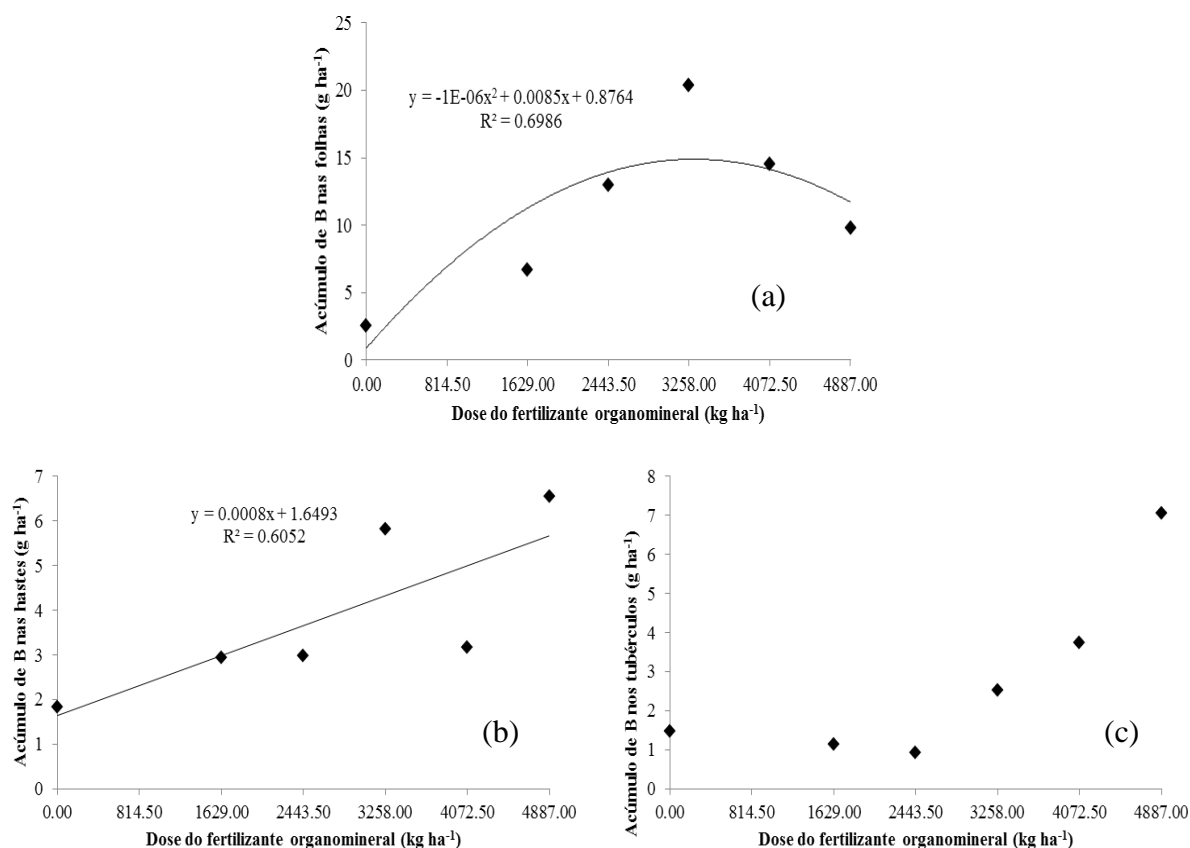 Acúmulo de B nas folhas (g ha⁻¹)
25
20
15
10
5
0
y = -1E-06x² + 0.0085x + 0.8764
R² = 0.6986
(a)
0.00 814.50 1629.00 2443.50 3258.00 4072.50 4887.00
Dose do fertilizante organomineral (kg ha⁻¹)
Acúmulo de B nas hastes (g ha⁻¹)
7
6
5
4
3
2
1
0
y = 0.0008x + 1.6493
R² = 0.6052
(b)
0.00 814.50 1629.00 2443.50 3258.00 4072.50 4887.00
Dose do fertilizante organomineral (kg ha⁻¹)
Acúmulo de B nos tubérculos (g ha⁻¹)
8
7
6
5
4
3
2
1
0
(c)
0.00 814.50 1629.00 2443.50 3258.00 4072.50 4887.00
Dose do fertilizante organomineral (kg ha⁻¹)